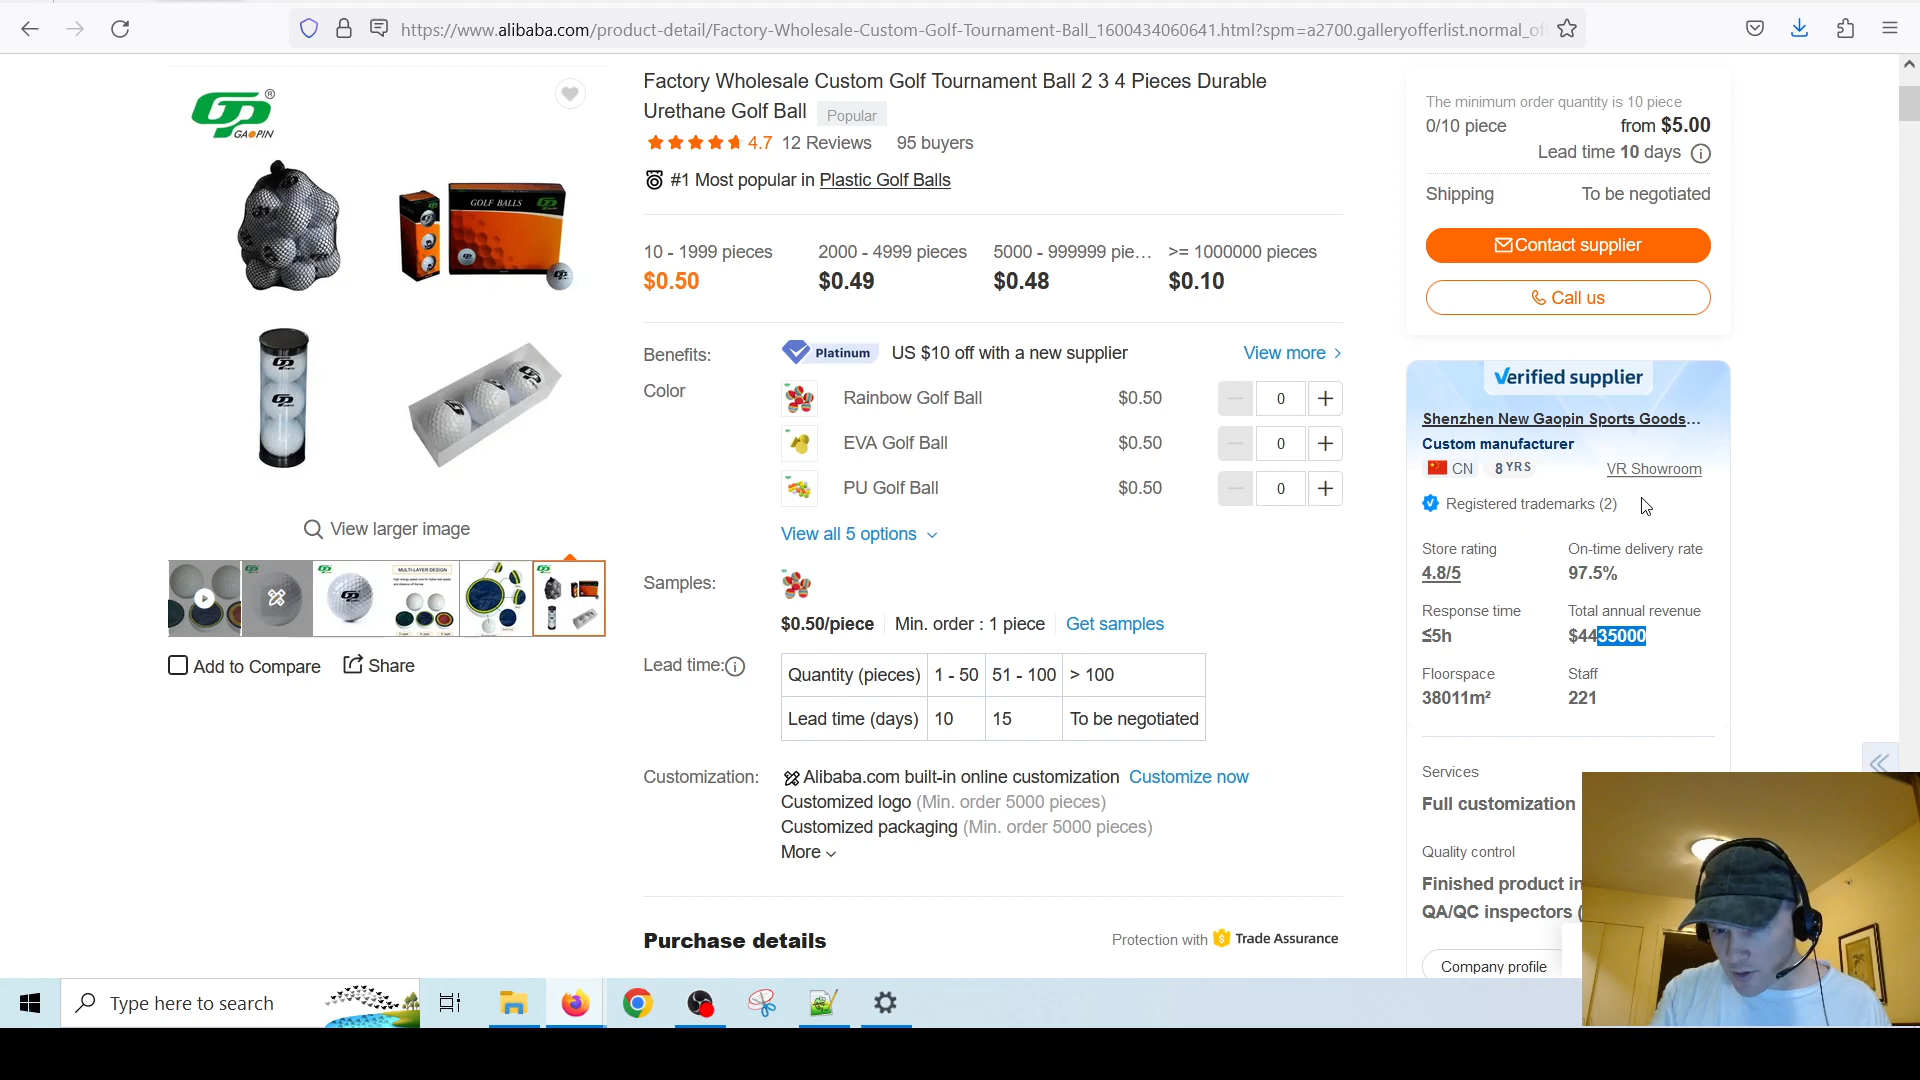 https://www.alibaba.com/product-detail/Factory-Wholesale-Custom-Golf-Tournament-Ball_1600434060641.html?spm=a2700.galleryofferlist.normal_of
GAOPIN
GOLF BALLS
View larger image
MULTI-LAYER DESIGN
Add to Compare
Share
Factory Wholesale Custom Golf Tournament Ball 2 3 4 Pieces Durable
Urethane Golf Ball Popular
4.7 12 Reviews 95 buyers
#1 Most popular in Plastic Golf Balls
10 - 1999 pieces 2000 - 4999 pieces 5000 - 999999 pie... >= 1000000 pieces
$0.50 $0.49 $0.48 $0.10
Benefits: Platinum US $10 off with a new supplier View more >
Color Rainbow Golf Ball $0.50 0
EVA Golf Ball $0.50 0
PU Golf Ball $0.50 0
View all 5 options
Samples:
$0.50/piece Min. order : 1 piece Get samples
Lead time: Quantity (pieces) 1 - 50 51 - 100 > 100
Lead time (days) 10 15 To be negotiated
Customization: Alibaba.com built-in online customization Customize now
Customized logo (Min. order 5000 pieces)
Customized packaging (Min. order 5000 pieces)
More
Purchase details Protection with Trade Assurance
The minimum order quantity is 10 piece
0/10 piece from $5.00
Lead time 10 days
Shipping To be negotiated
Contact supplier
Call us
Verified supplier
Shenzhen New Gaopin Sports Goods...
Custom manufacturer
CN 8 YRS VR Showroom
Registered trademarks (2)
Store rating On-time delivery rate
4.8/5 97.5%
Response time Total annual revenue
≤5h $4435000
Floorspace Staff
38011m² 221
Services
Full customization
Quality control
Finished product in
QA/QC inspectors (
Company profile
Type here to search